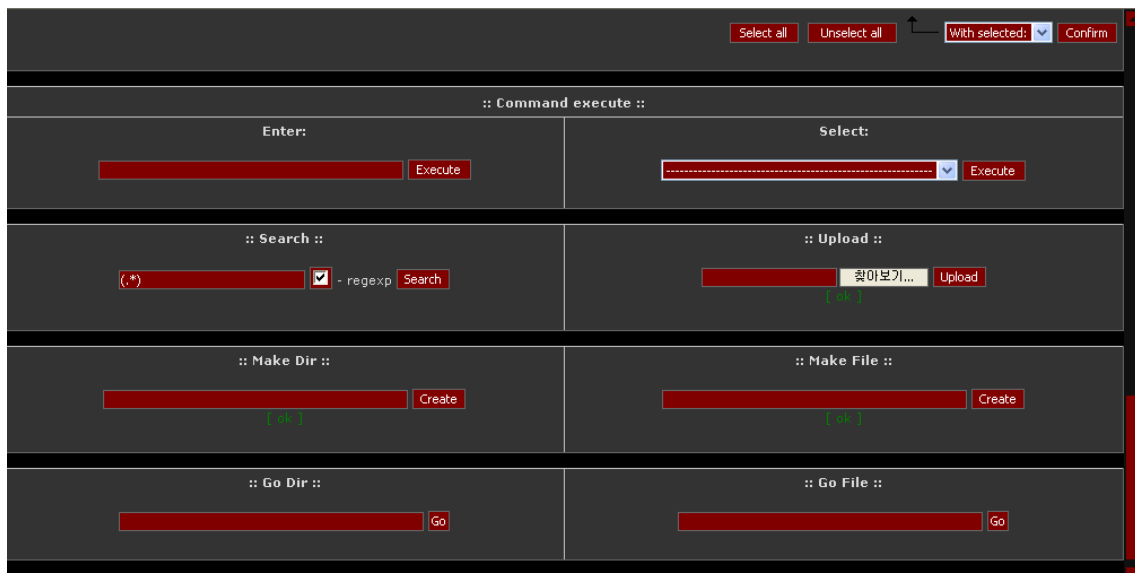 Select all Unselect all With selected: Confirm
:: Command execute ::
Enter: Select:
Execute ------------------------------------------------------------ Execute
:: Search :: :: Upload ::
(.*) - regexp Search 찾아보기... Upload
[ ok ]
:: Make Dir :: :: Make File ::
Create Create
[ ok ] [ ok ]
:: Go Dir :: :: Go File ::
Go Go